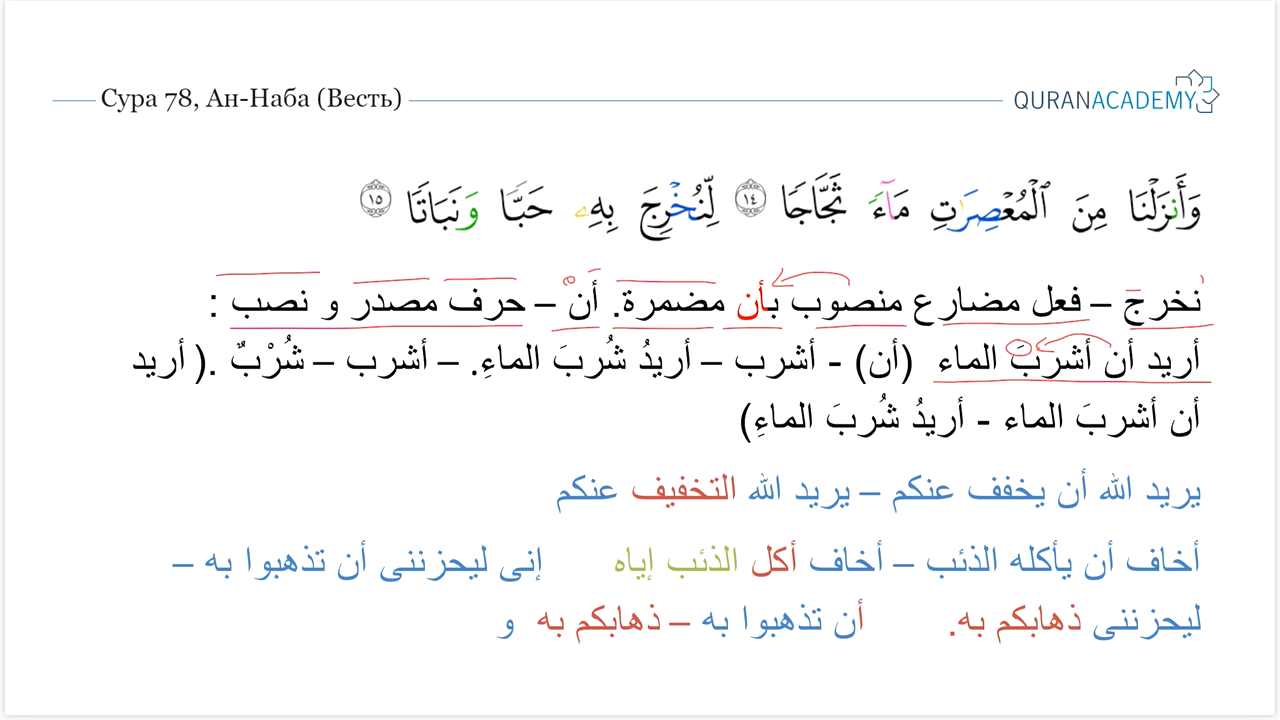 Сура 78, Ан-Наба (Весть)
QURANACADEMY
وَأَنزَلْنَا مِنَ ٱلْمُعْصِرَٰتِ مَآءً ثَجَّاجًا ١٤ لِّنُخْرِجَ بِهِۦ حَبًّا وَنَبَاتًا ١٥
نخرجَ – فعل مضارع منصوب بأن مضمرة. أن – حرف مصدر و نصب :
أريد أن أشربَ الماء (أن) - أشرب – أريدُ شُربَ الماءِ. – أشرب – شُرْبٌ .( أريد
أن أشربَ الماء - أريدُ شُربَ الماءِ)
يريد الله أن يخفف عنكم – يريد الله التخفيف عنكم
أخاف أن يأكله الذئب – أخاف أكل الذئب إياه إنى ليحزننى أن تذهبوا به –
ليحزننى ذهابكم به. أن تذهبوا به – ذهابكم به و